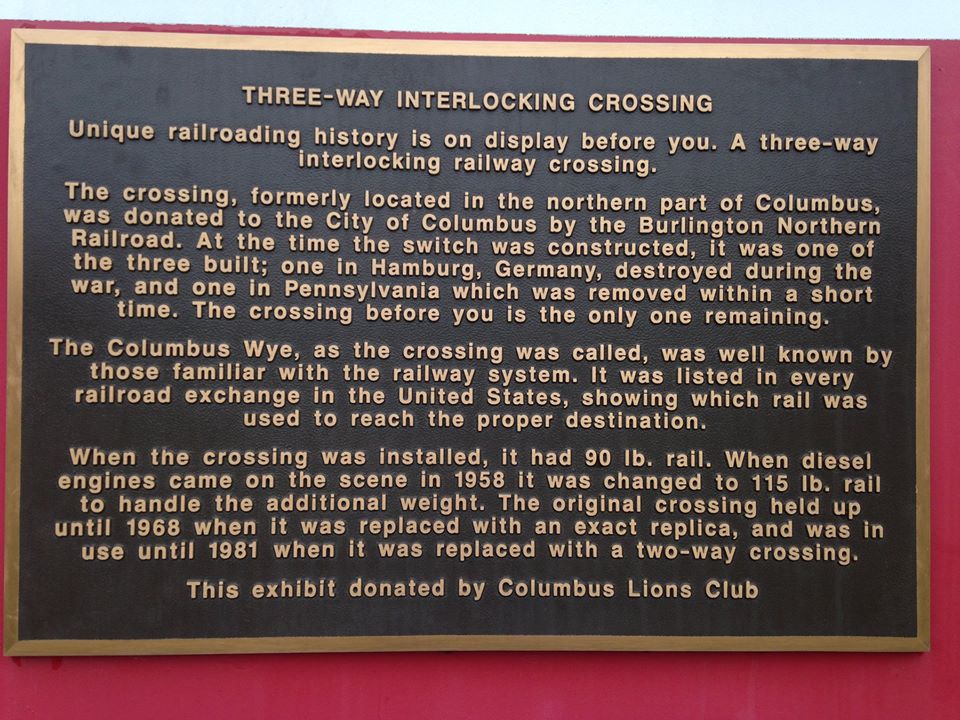 THREE-WAY INTERLOCKING CROSSING
Unique railroading history is on display before you. A three-way
interlocking railway crossing.
The crossing, formerly located in the northern part of Columbus,
was donated to the City of Columbus by the Burlington Northern
Railroad. At the time the switch was constructed, it was one of
the three built; one in Hamburg, Germany, destroyed during the
war, and one in Pennsylvania which was removed within a short
time. The crossing before you is the only one remaining.
The Columbus Wye, as the crossing was called, was well known by
those familiar with the railway system. It was listed in every
railroad exchange in the United States, showing which rail was
used to reach the proper destination.
When the crossing was installed, it had 90 lb. rail. When diesel
engines came on the scene in 1958 it was changed to 115 lb. rail
to handle the additional weight. The original crossing held up
until 1968 when it was replaced with an exact replica, and was in
use until 1981 when it was replaced with a two-way crossing.
This exhibit donated by Columbus Lions Club